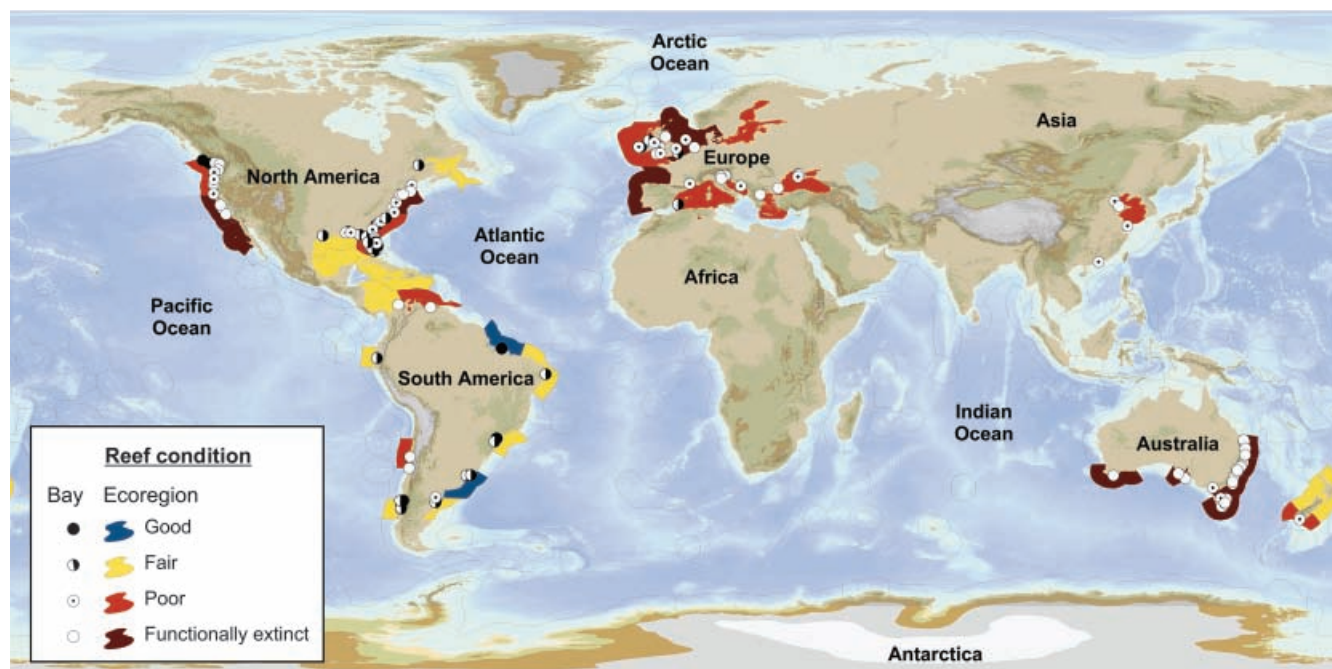 Arctic
Ocean
Asia
Europe
North America
Atlantic
Ocean
Africa
Pacific
Ocean
South America
Indian
Ocean
Australia
Reef condition
Bay Ecoregion
Good
Fair
Poor
Functionally extinct
Antarctica